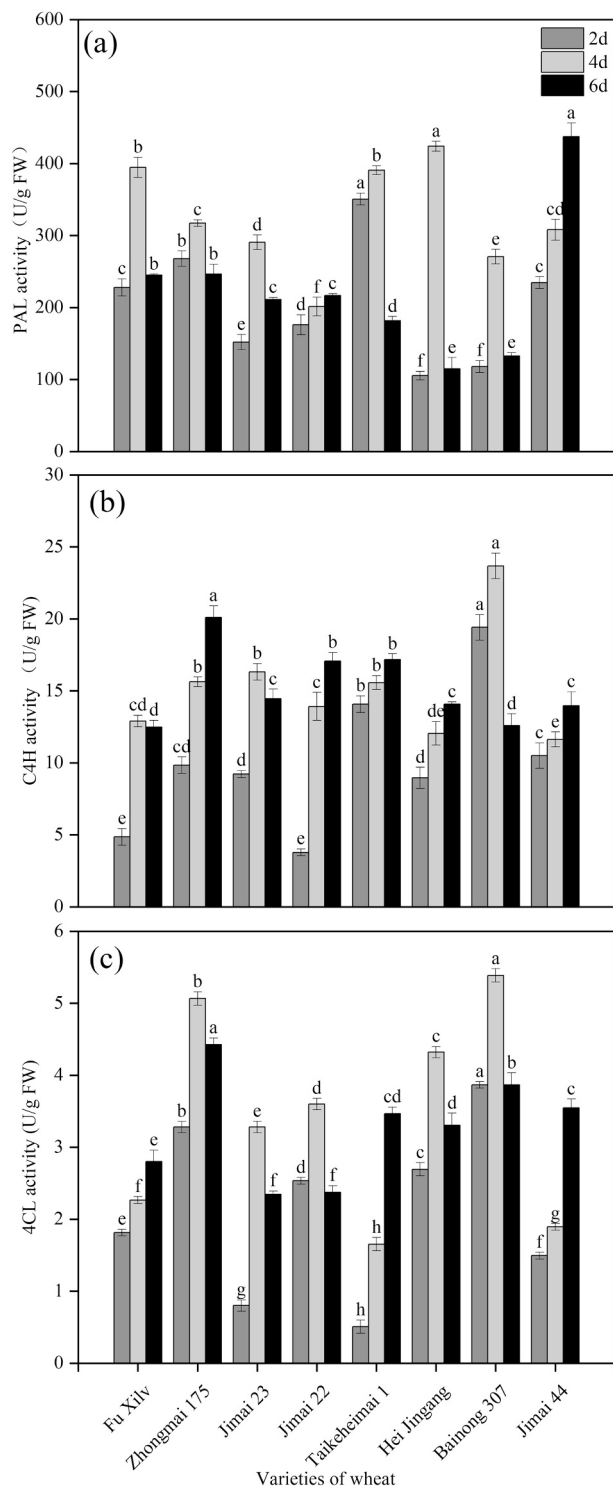 (a)
2d
4d
6d
PAL activity（U/g FW)
600
500
400
300
200
100
0
c b b
b c b
e d c
d f c
a b d
f a e
f b e
c cd a
(b)
C4H activity（U/g FW)
30
25
20
15
10
5
0
e cd d
cd b a
d b c
e c b
b b b
d de c
a a d
c e c
(c)
4CL activity (U/g FW)
6
5
4
3
2
1
0
e f e
b b a
g e f
d d f
h h cd
c c d
a a b
f g c
Fu Xilv
Zhongmai 175
Jimai 23
Jimai 22
Taikeheimai 1
Hei Jingang
Bainong 307
Jimai 44
Varieties of wheat